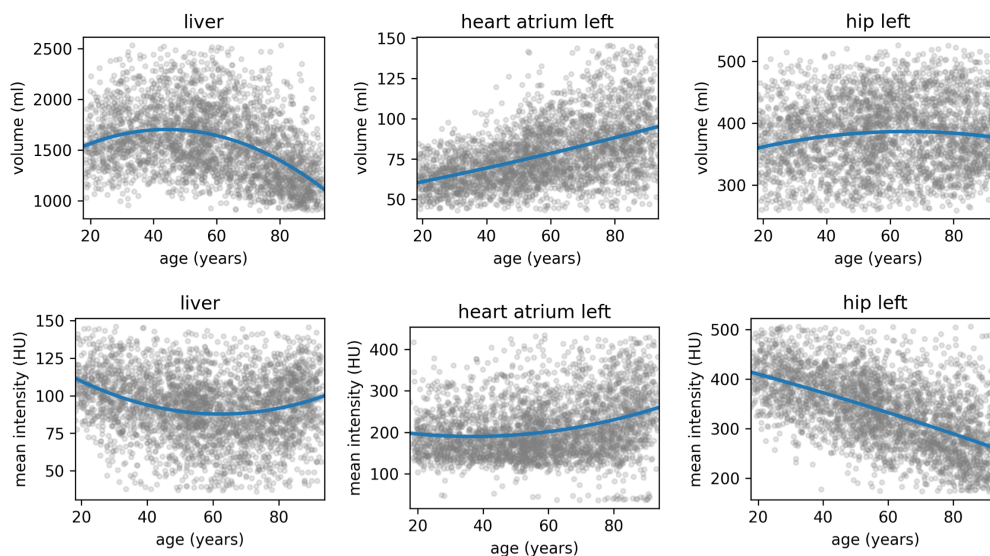 liver
volume (ml)
2500
2000
1500
1000
20 40 60 80
age (years)
heart atrium left
volume (ml)
150
125
100
75
50
20 40 60 80
age (years)
hip left
volume (ml)
500
400
300
20 40 60 80
age (years)
liver
mean intensity (HU)
150
125
100
75
50
20 40 60 80
age (years)
heart atrium left
mean intensity (HU)
400
300
200
100
20 40 60 80
age (years)
hip left
mean intensity (HU)
500
400
300
200
20 40 60 80
age (years)